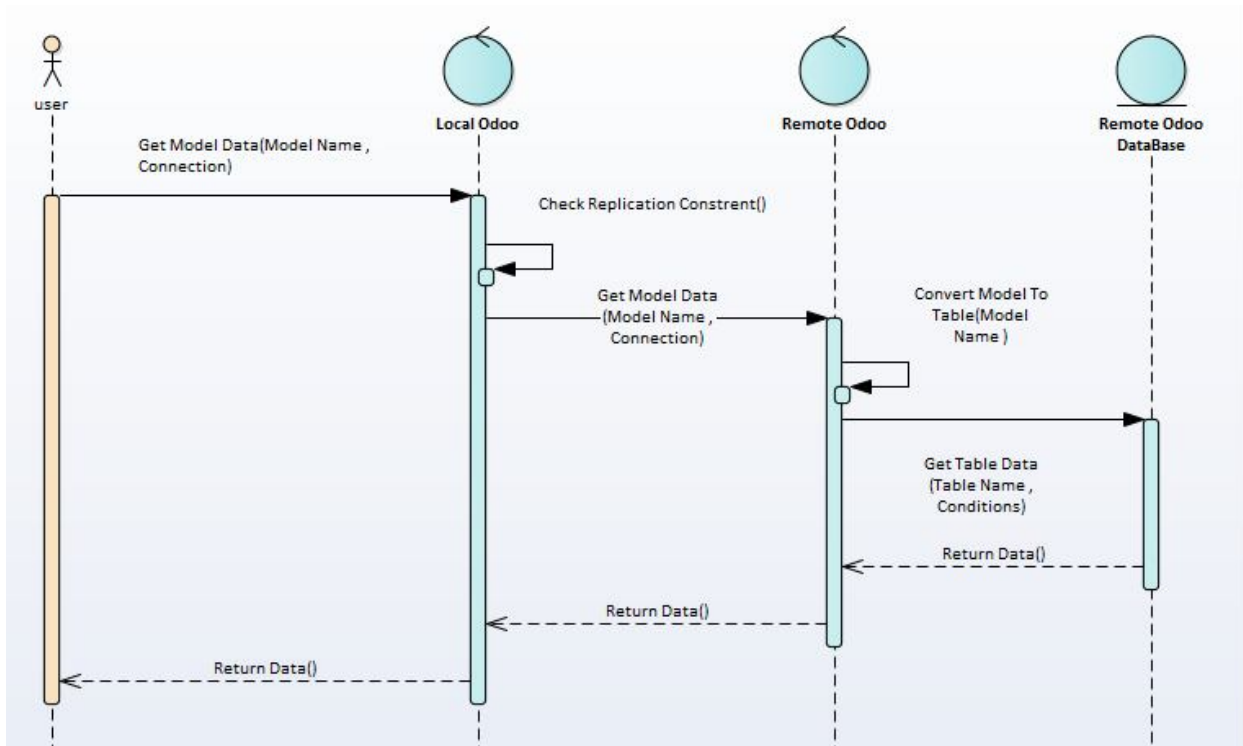 user
Local Odoo
Remote Odoo
Remote Odoo
DataBase
Get Model Data(Model Name ,
Connection)
Check Replication Constrent()
Get Model Data
(Model Name ,
Connection)
Convert Model To
Table(Model
Name )
Get Table Data
(Table Name ,
Conditions)
Return Data()
Return Data()
Return Data()